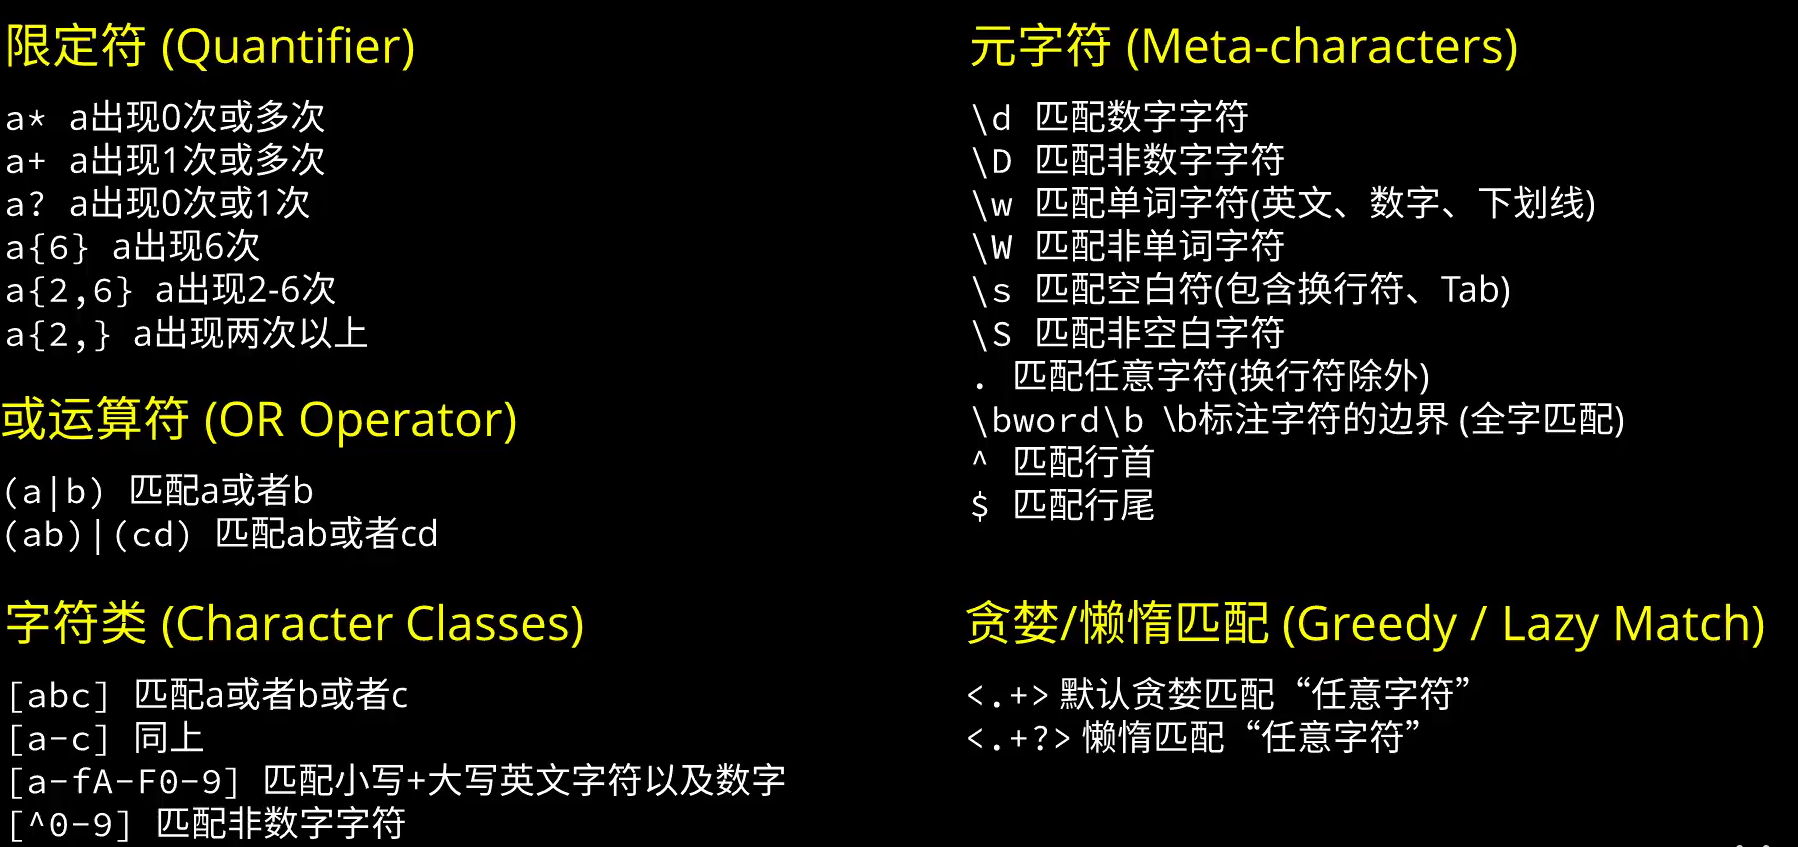 限定符 (Quantifier)
a* a出现0次或多次
a+ a出现1次或多次
a? a出现0次或1次
a{6} a出现6次
a{2,6} a出现2-6次
a{2,} a出现两次以上
或运算符 (OR Operator)
(a|b) 匹配a或者b
(ab)|(cd) 匹配ab或者cd
字符类 (Character Classes)
[abc] 匹配a或者b或者c
[a-c] 同上
[a-fA-F0-9] 匹配小写+大写英文字符以及数字
[^0-9] 匹配非数字字符
元字符 (Meta-characters)
\d 匹配数字字符
\D 匹配非数字字符
\w 匹配单词字符(英文、数字、下划线)
\W 匹配非单词字符
\s 匹配空白符(包含换行符、Tab)
\S 匹配非空白字符
. 匹配任意字符(换行符除外)
\bword\b \b标注字符的边界 (全字匹配)
^ 匹配行首
$ 匹配行尾
贪婪/懒惰匹配 (Greedy / Lazy Match)
<.+> 默认贪婪匹配“任意字符”
<.+?> 懒惰匹配“任意字符”